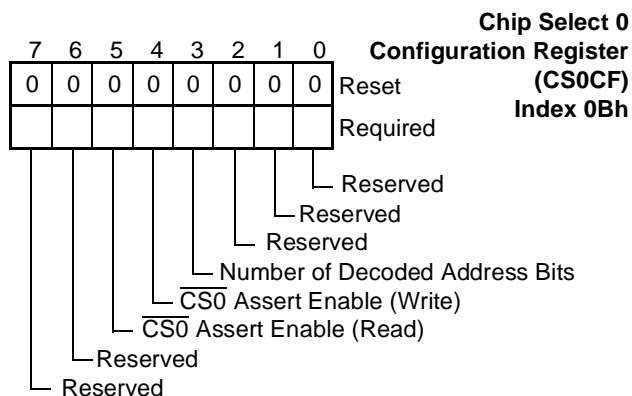 Chip Select 0
Configuration Register
(CS0CF)
Index 0Bh
7 6 5 4 3 2 1 0
0 0 0 0 0 0 0 0 Reset
Required
Reserved
Reserved
Reserved
Number of Decoded Address Bits
CS0 Assert Enable (Write)
CS0 Assert Enable (Read)
Reserved
Reserved